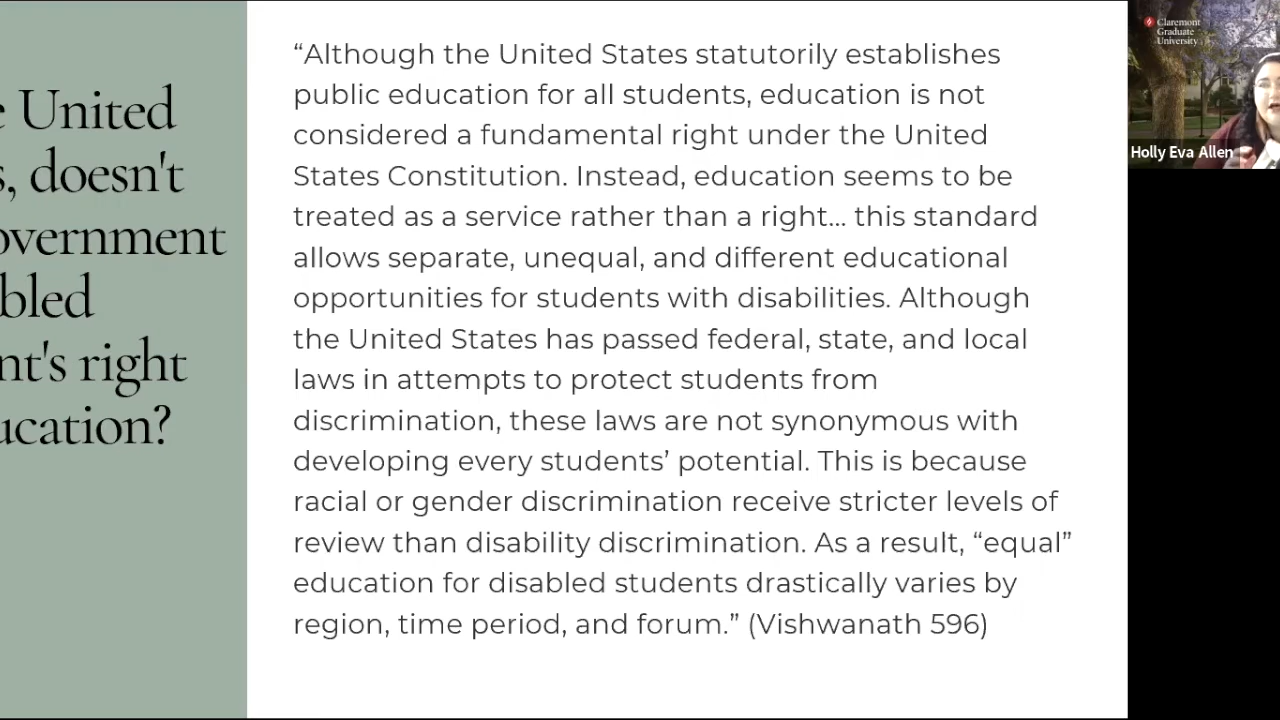 United
doesn't
overnment
bled
nt's right
ucation?
“Although the United States statutorily establishes
public education for all students, education is not
considered a fundamental right under the United
States Constitution. Instead, education seems to be
treated as a service rather than a right... this standard
allows separate, unequal, and different educational
opportunities for students with disabilities. Although
the United States has passed federal, state, and local
laws in attempts to protect students from
discrimination, these laws are not synonymous with
developing every students’ potential. This is because
racial or gender discrimination receive stricter levels of
review than disability discrimination. As a result, “equal”
education for disabled students drastically varies by
region, time period, and forum.” (Vishwanath 596)
Claremont
Graduate
University
Holly Eva Allen